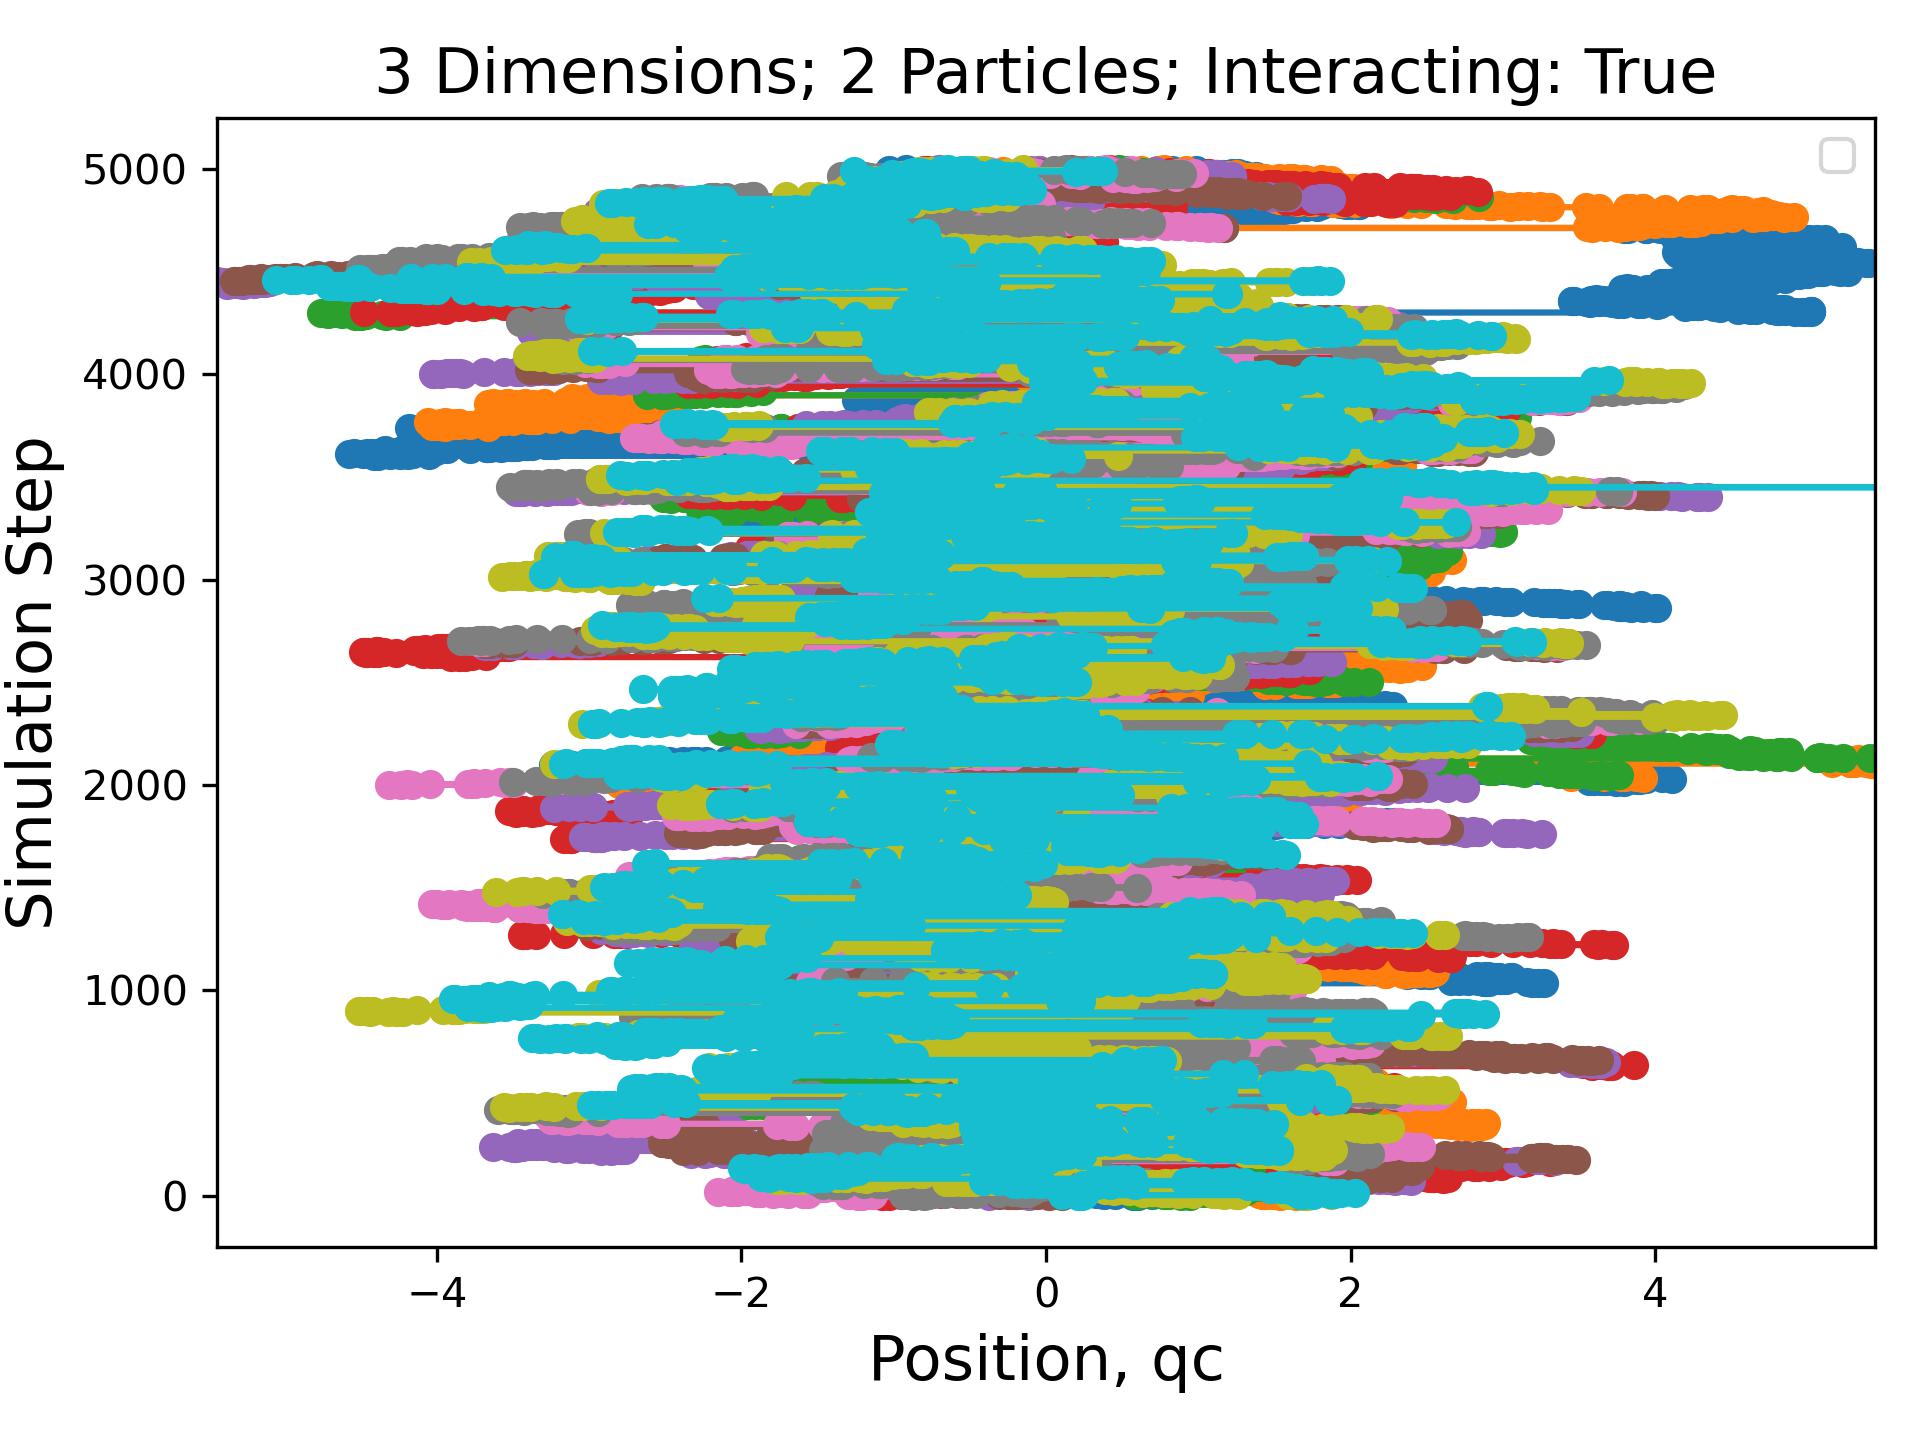 3 Dimensions; 2 Particles; Interacting: True
Simulation Step
5000
4000
3000
2000
1000
0
−4 −2 0 2 4
Position, qc